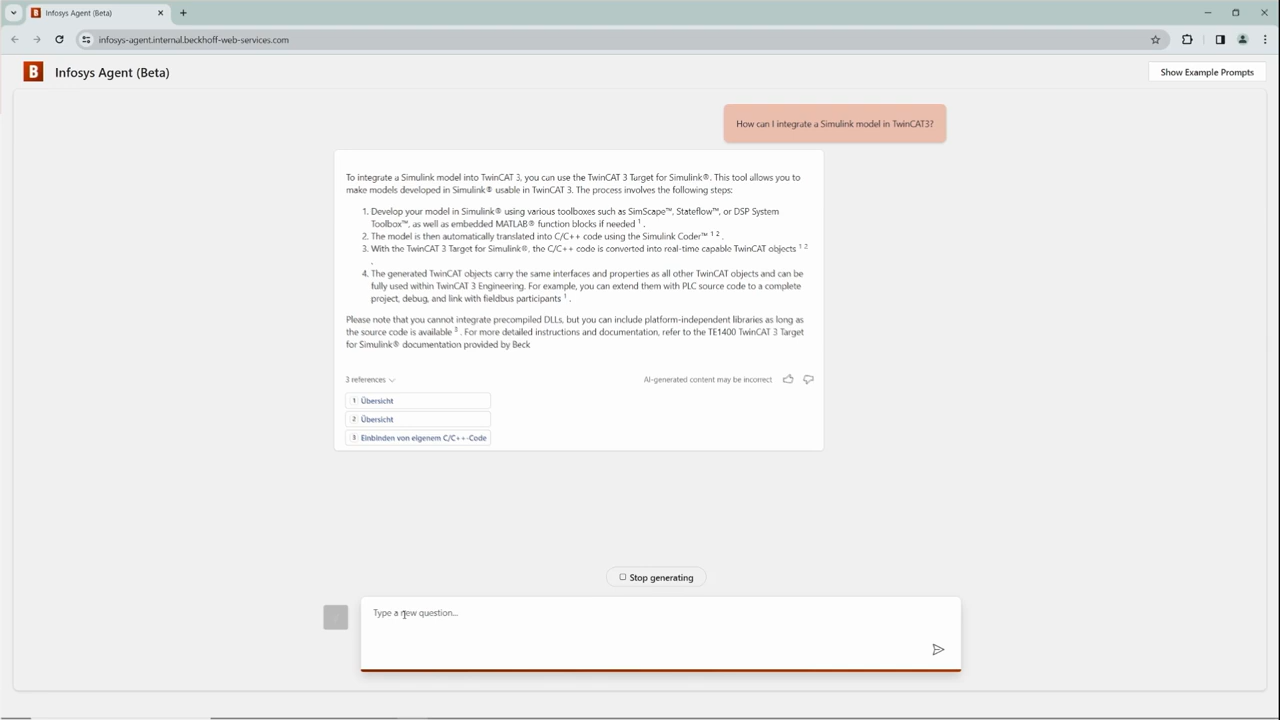 Infosys Agent (Beta)
infosys-agent.internal.beckhoff-web-services.com
B Infosys Agent (Beta)
Show Example Prompts
How can I integrate a Simulink model in TwinCAT3?
To integrate a Simulink model into TwinCAT 3, you can use the TwinCAT 3 Target for Simulink®. This tool allows you to
make models developed in Simulink® usable in TwinCAT 3. The process involves the following steps:
1. Develop your model in Simulink® using various toolboxes such as SimScape™, Stateflow™, or DSP System
Toolbox™, as well as embedded MATLAB® function blocks if needed 1 .
2. The model is then automatically translated into C/C++ code using the Simulink Coder™ 1 2 .
3. With the TwinCAT 3 Target for Simulink®, the C/C++ code is converted into real-time capable TwinCAT objects 1 2
.
4. The generated TwinCAT objects carry the same interfaces and properties as all other TwinCAT objects and can be
fully used within TwinCAT 3 Engineering. For example, you can extend them with PLC source code to a complete
project, debug, and link with fieldbus participants 1 .
Please note that you cannot integrate precompiled DLLs, but you can include platform-independent libraries as long as
the source code is available 3 . For more detailed instructions and documentation, refer to the TE1400 TwinCAT 3 Target
for Simulink® documentation provided by Beck
3 references
AI-generated content may be incorrect
1 Übersicht
2 Übersicht
3 Einbinden von eigenem C/C++-Code
Stop generating
Type a new question...